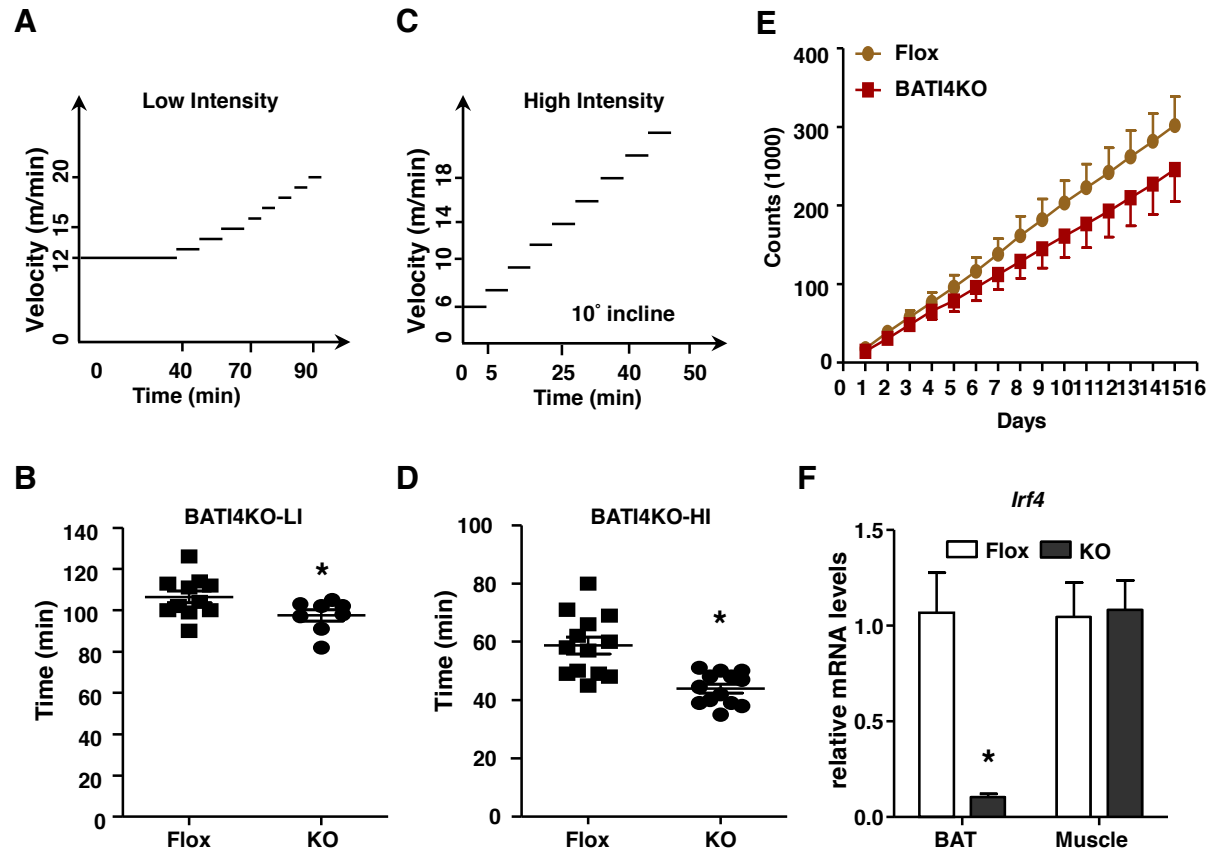 A
Low Intensity
Velocity (m/min)
20
15
12
0
0 40 70 90
Time (min)
C
High Intensity
Velocity (m/min)
18
14
10
6
0
10° incline
0 5 25 40 50
Time (min)
E
Flox
BATI4KO
Counts (1000)
400
300
200
100
0
0 1 2 3 4 5 6 7 8 9 10 11 12 13 14 15 16
Days
B
BATI4KO-LI
Time (min)
140
120
100
80
60
40
20
0
*
Flox KO
D
BATI4KO-HI
Time (min)
100
80
60
40
20
0
*
Flox KO
F
Irf4
Flox KO
relative mRNA levels
1.5
1.0
0.5
0.0
*
BAT Muscle